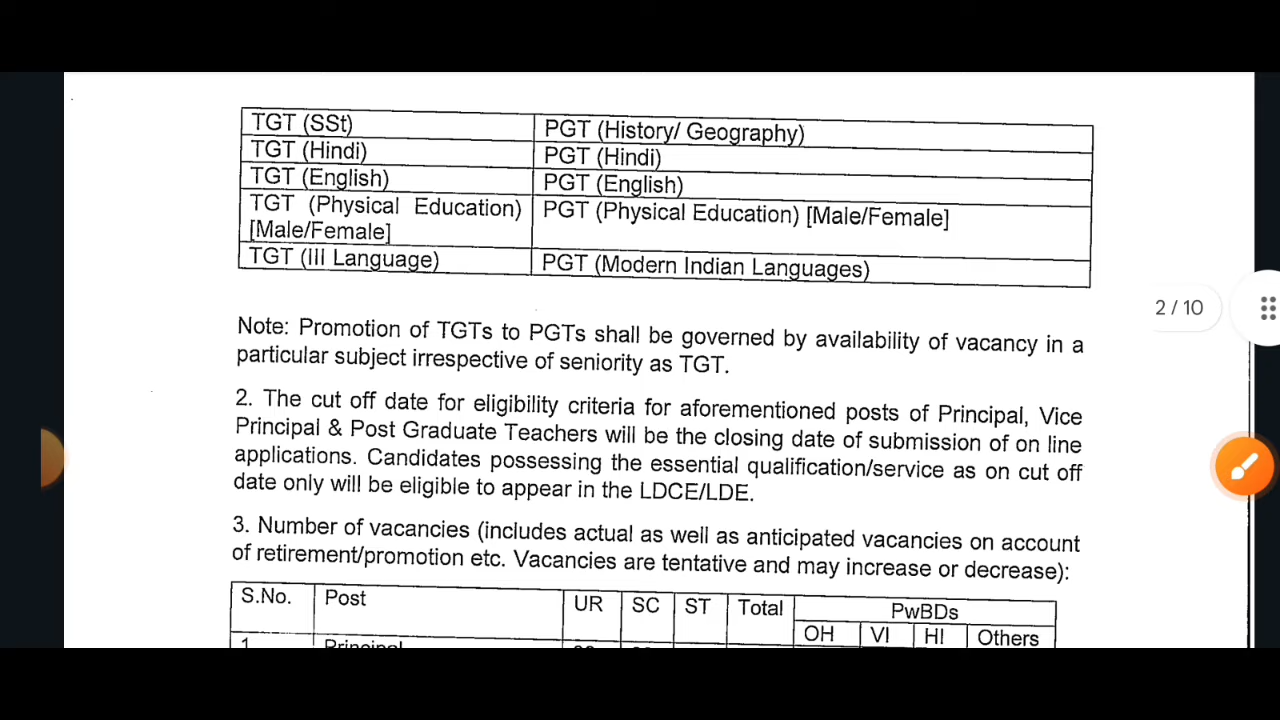 TGT (SSt) PGT (History/ Geography)
TGT (Hindi) PGT (Hindi)
TGT (English) PGT (English)
TGT (Physical Education) PGT (Physical Education) [Male/Female]
[Male/Female]
TGT (III Language) PGT (Modern Indian Languages)
2 / 10
Note: Promotion of TGTs to PGTs shall be governed by availability of vacancy in a
particular subject irrespective of seniority as TGT.
2. The cut off date for eligibility criteria for aforementioned posts of Principal, Vice
Principal & Post Graduate Teachers will be the closing date of submission of on line
applications. Candidates possessing the essential qualification/service as on cut off
date only will be eligible to appear in the LDCE/LDE.
3. Number of vacancies (includes actual as well as anticipated vacancies on account
of retirement/promotion etc. Vacancies are tentative and may increase or decrease):
S.No. Post UR SC ST Total PwBDs
OH VI HI Others
1 Principal